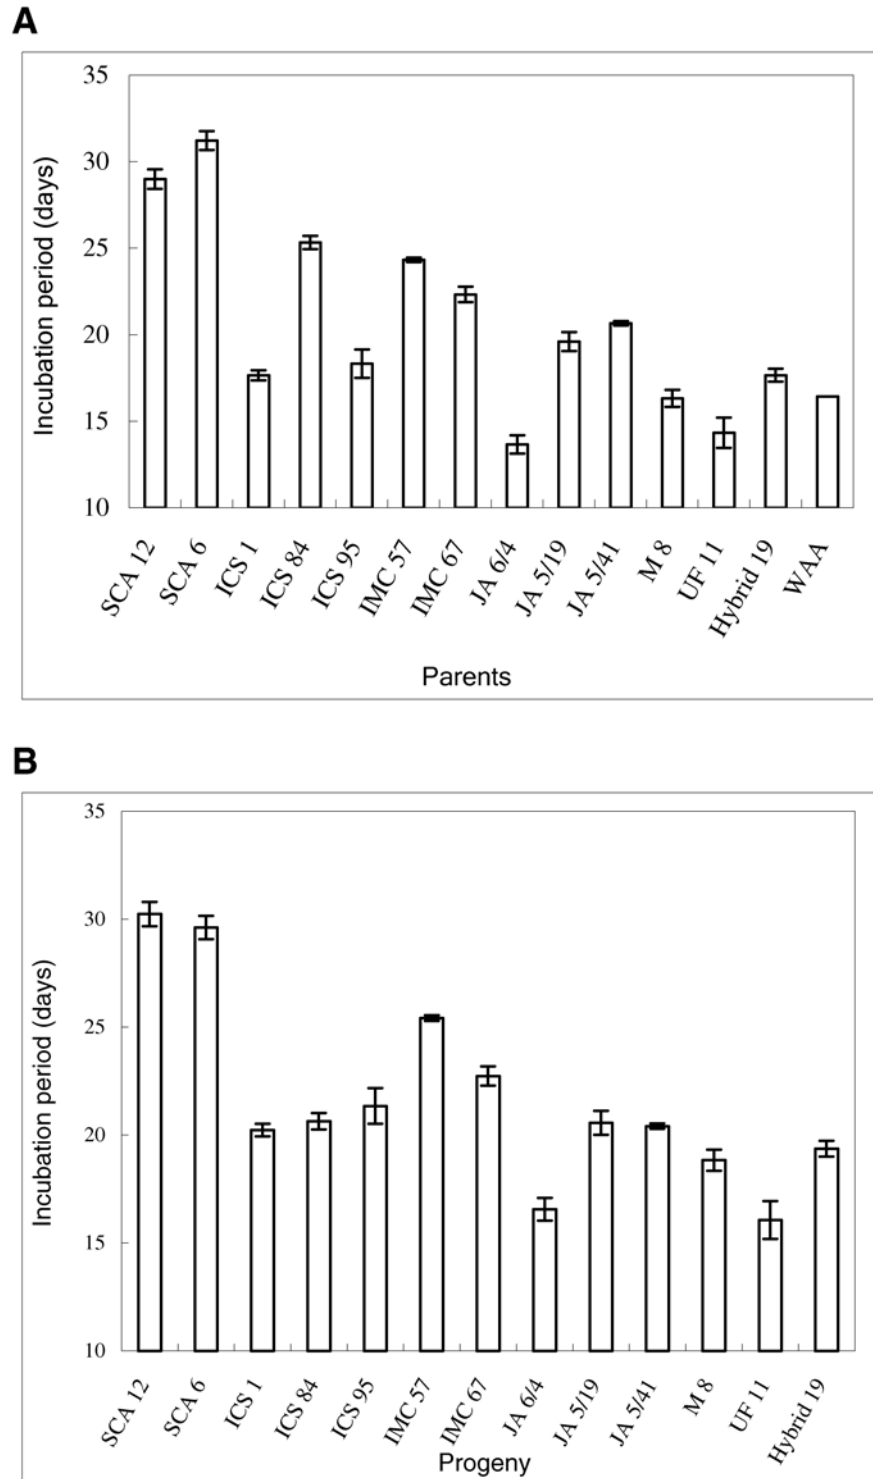 A
Incubation period (days)
35
30
25
20
15
10
SCA 12
SCA 6
ICS 1
ICS 84
ICS 95
IMC 57
IMC 67
JA 6/4
JA 5/19
JA 5/41
M 8
UF 11
Hybrid 19
WAA
Parents
B
Incubation period (days)
35
30
25
20
15
10
SCA 12
SCA 6
ICS 1
ICS 84
ICS 95
IMC 57
IMC 67
JA 6/4
JA 5/19
JA 5/41
M 8
UF 11
Hybrid 19
Progeny